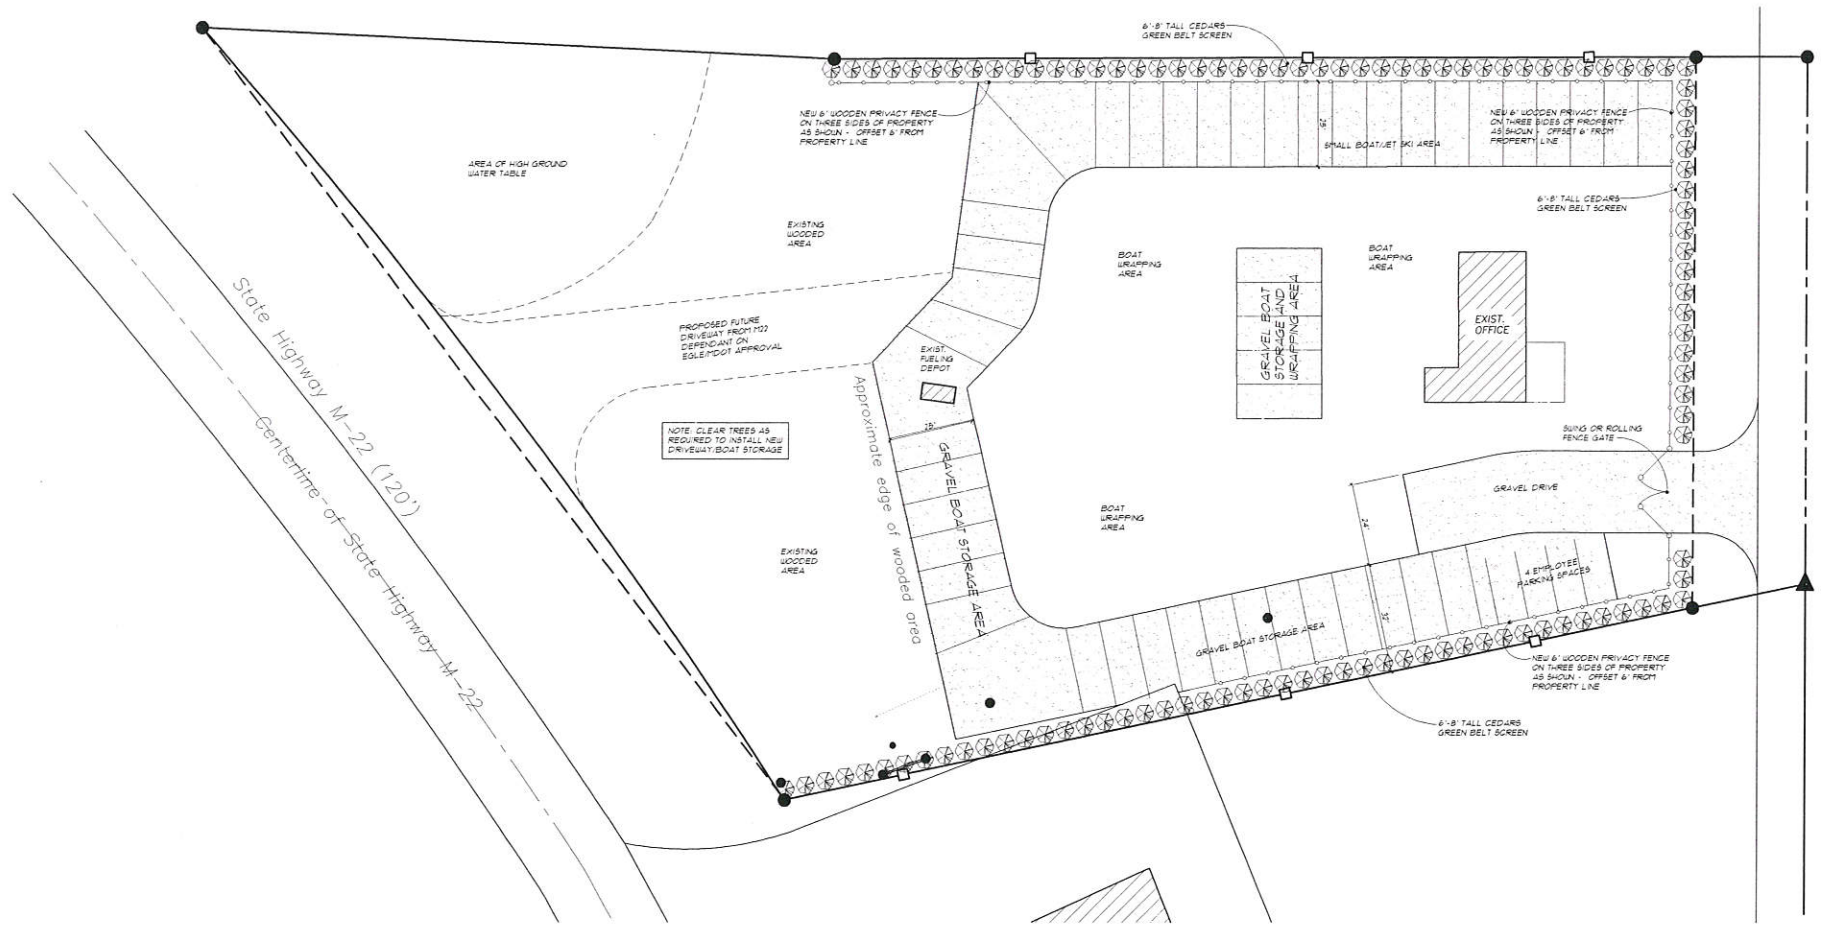 6'-8' TALL CEDARS
GREEN BELT SCREEN
NEW 6' WOODEN PRIVACY FENCE
ON THREE SIDES OF PROPERTY
AS SHOWN - OFFSET 6' FROM
PROPERTY LINE
NEW 6' WOODEN PRIVACY FENCE
ON THREE SIDES OF PROPERTY
AS SHOWN - OFFSET 6' FROM
PROPERTY LINE
25'
SMALL BOAT/JET SKI AREA
AREA OF HIGH GROUND
WATER TABLE
6'-8' TALL CEDARS
GREEN BELT SCREEN
EXISTING
WOODED
AREA
BOAT
WRAPPING
AREA
BOAT
WRAPPING
AREA
GRAVEL BOAT
STORAGE AND
WRAPPING AREA
EXIST.
OFFICE
PROPOSED FUTURE
DRIVEWAY FROM M22
DEPENDANT ON
EGLE/MDOT APPROVAL
EXIST.
FUELING
DEPOT
State Highway M-22 (120')
Centerline of State Highway M-22
Approximate edge of wooded area
25'
GRAVEL BOAT STORAGE AREA
NOTE: CLEAR TREES AS
REQUIRED TO INSTALL NEW
DRIVEWAY/BOAT STORAGE
SWING OR ROLLING
FENCE GATE
GRAVEL DRIVE
24'
BOAT
WRAPPING
AREA
EXISTING
WOODED
AREA
4 EMPLOYEE
PARKING SPACES
32'
GRAVEL BOAT STORAGE AREA
NEW 6' WOODEN PRIVACY FENCE
ON THREE SIDES OF PROPERTY
AS SHOWN - OFFSET 6' FROM
PROPERTY LINE
6'-8' TALL CEDARS
GREEN BELT SCREEN